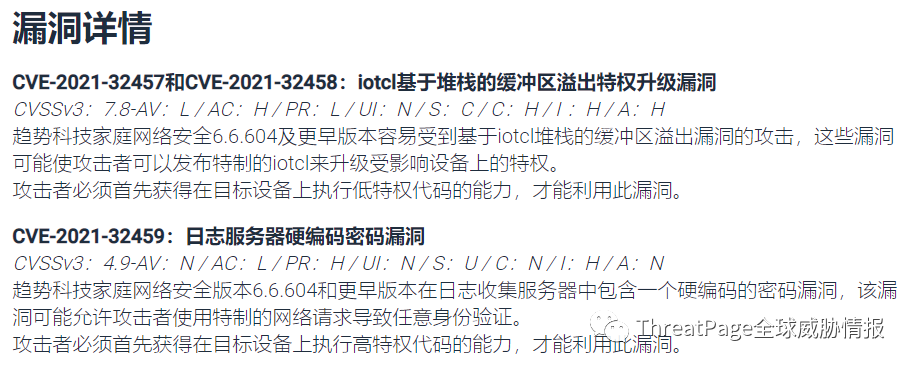 漏洞详情
CVE-2021-32457和CVE-2021-32458：iotcl基于堆栈的缓冲区溢出特权升级漏洞
CVSSv3：7.8-AV：L / AC：H / PR：L / UI：N / S：C / C：H / I：H / A：H
趋势科技家庭网络安全6.6.604及更早版本容易受到基于iotcl堆栈的缓冲区溢出漏洞的攻击，这些漏洞
可能使攻击者可以发布特制的iotcl来升级受影响设备上的特权。
攻击者必须首先获得在目标设备上执行低特权代码的能力，才能利用此漏洞。
CVE-2021-32459：日志服务器硬编码密码漏洞
CVSSv3：4.9-AV：N / AC：L / PR：H / UI：N / S：U / C：N / I：H / A：N
趋势科技家庭网络安全版本6.6.604和更早版本在日志收集服务器中包含一个硬编码的密码漏洞，该漏
洞可能允许攻击者使用特制的网络请求导致任意身份验证。
攻击者必须首先获得在目标设备上执行高特权代码的能力，才能利用此漏洞。
ThreatPage全球威胁情报